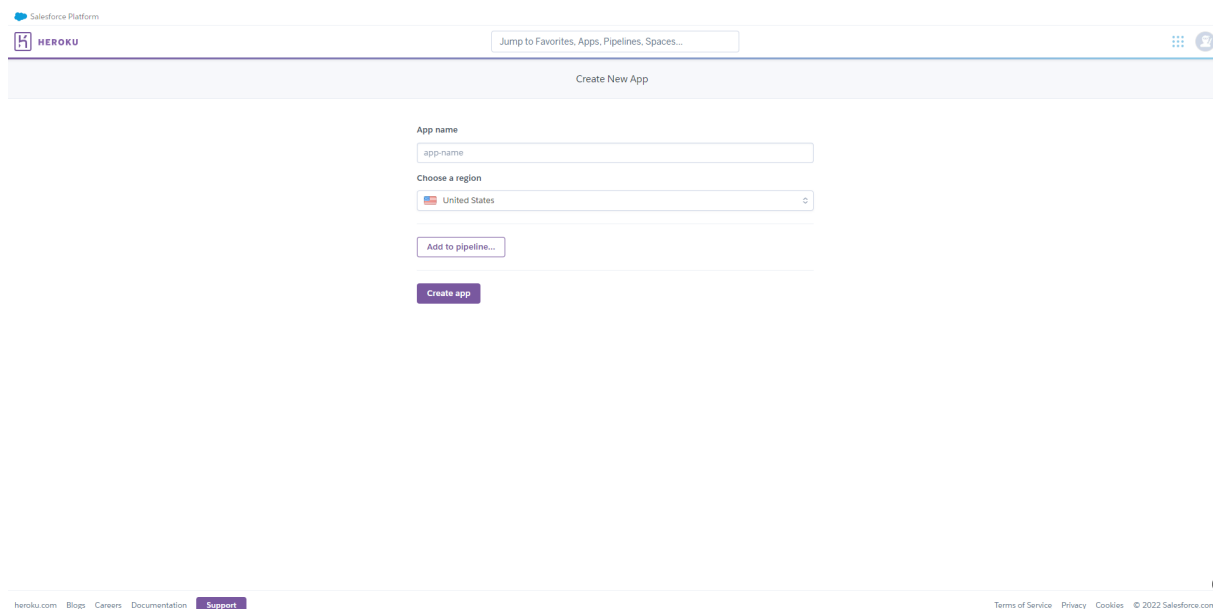 Salesforce Platform
HEROKU
Jump to Favorites, Apps, Pipelines, Spaces...
Create New App
App name
app-name
Choose a region
United States
Add to pipeline...
Create app
heroku.com Blogs Careers Documentation Support
Terms of Service Privacy Cookies © 2022 Salesforce.com